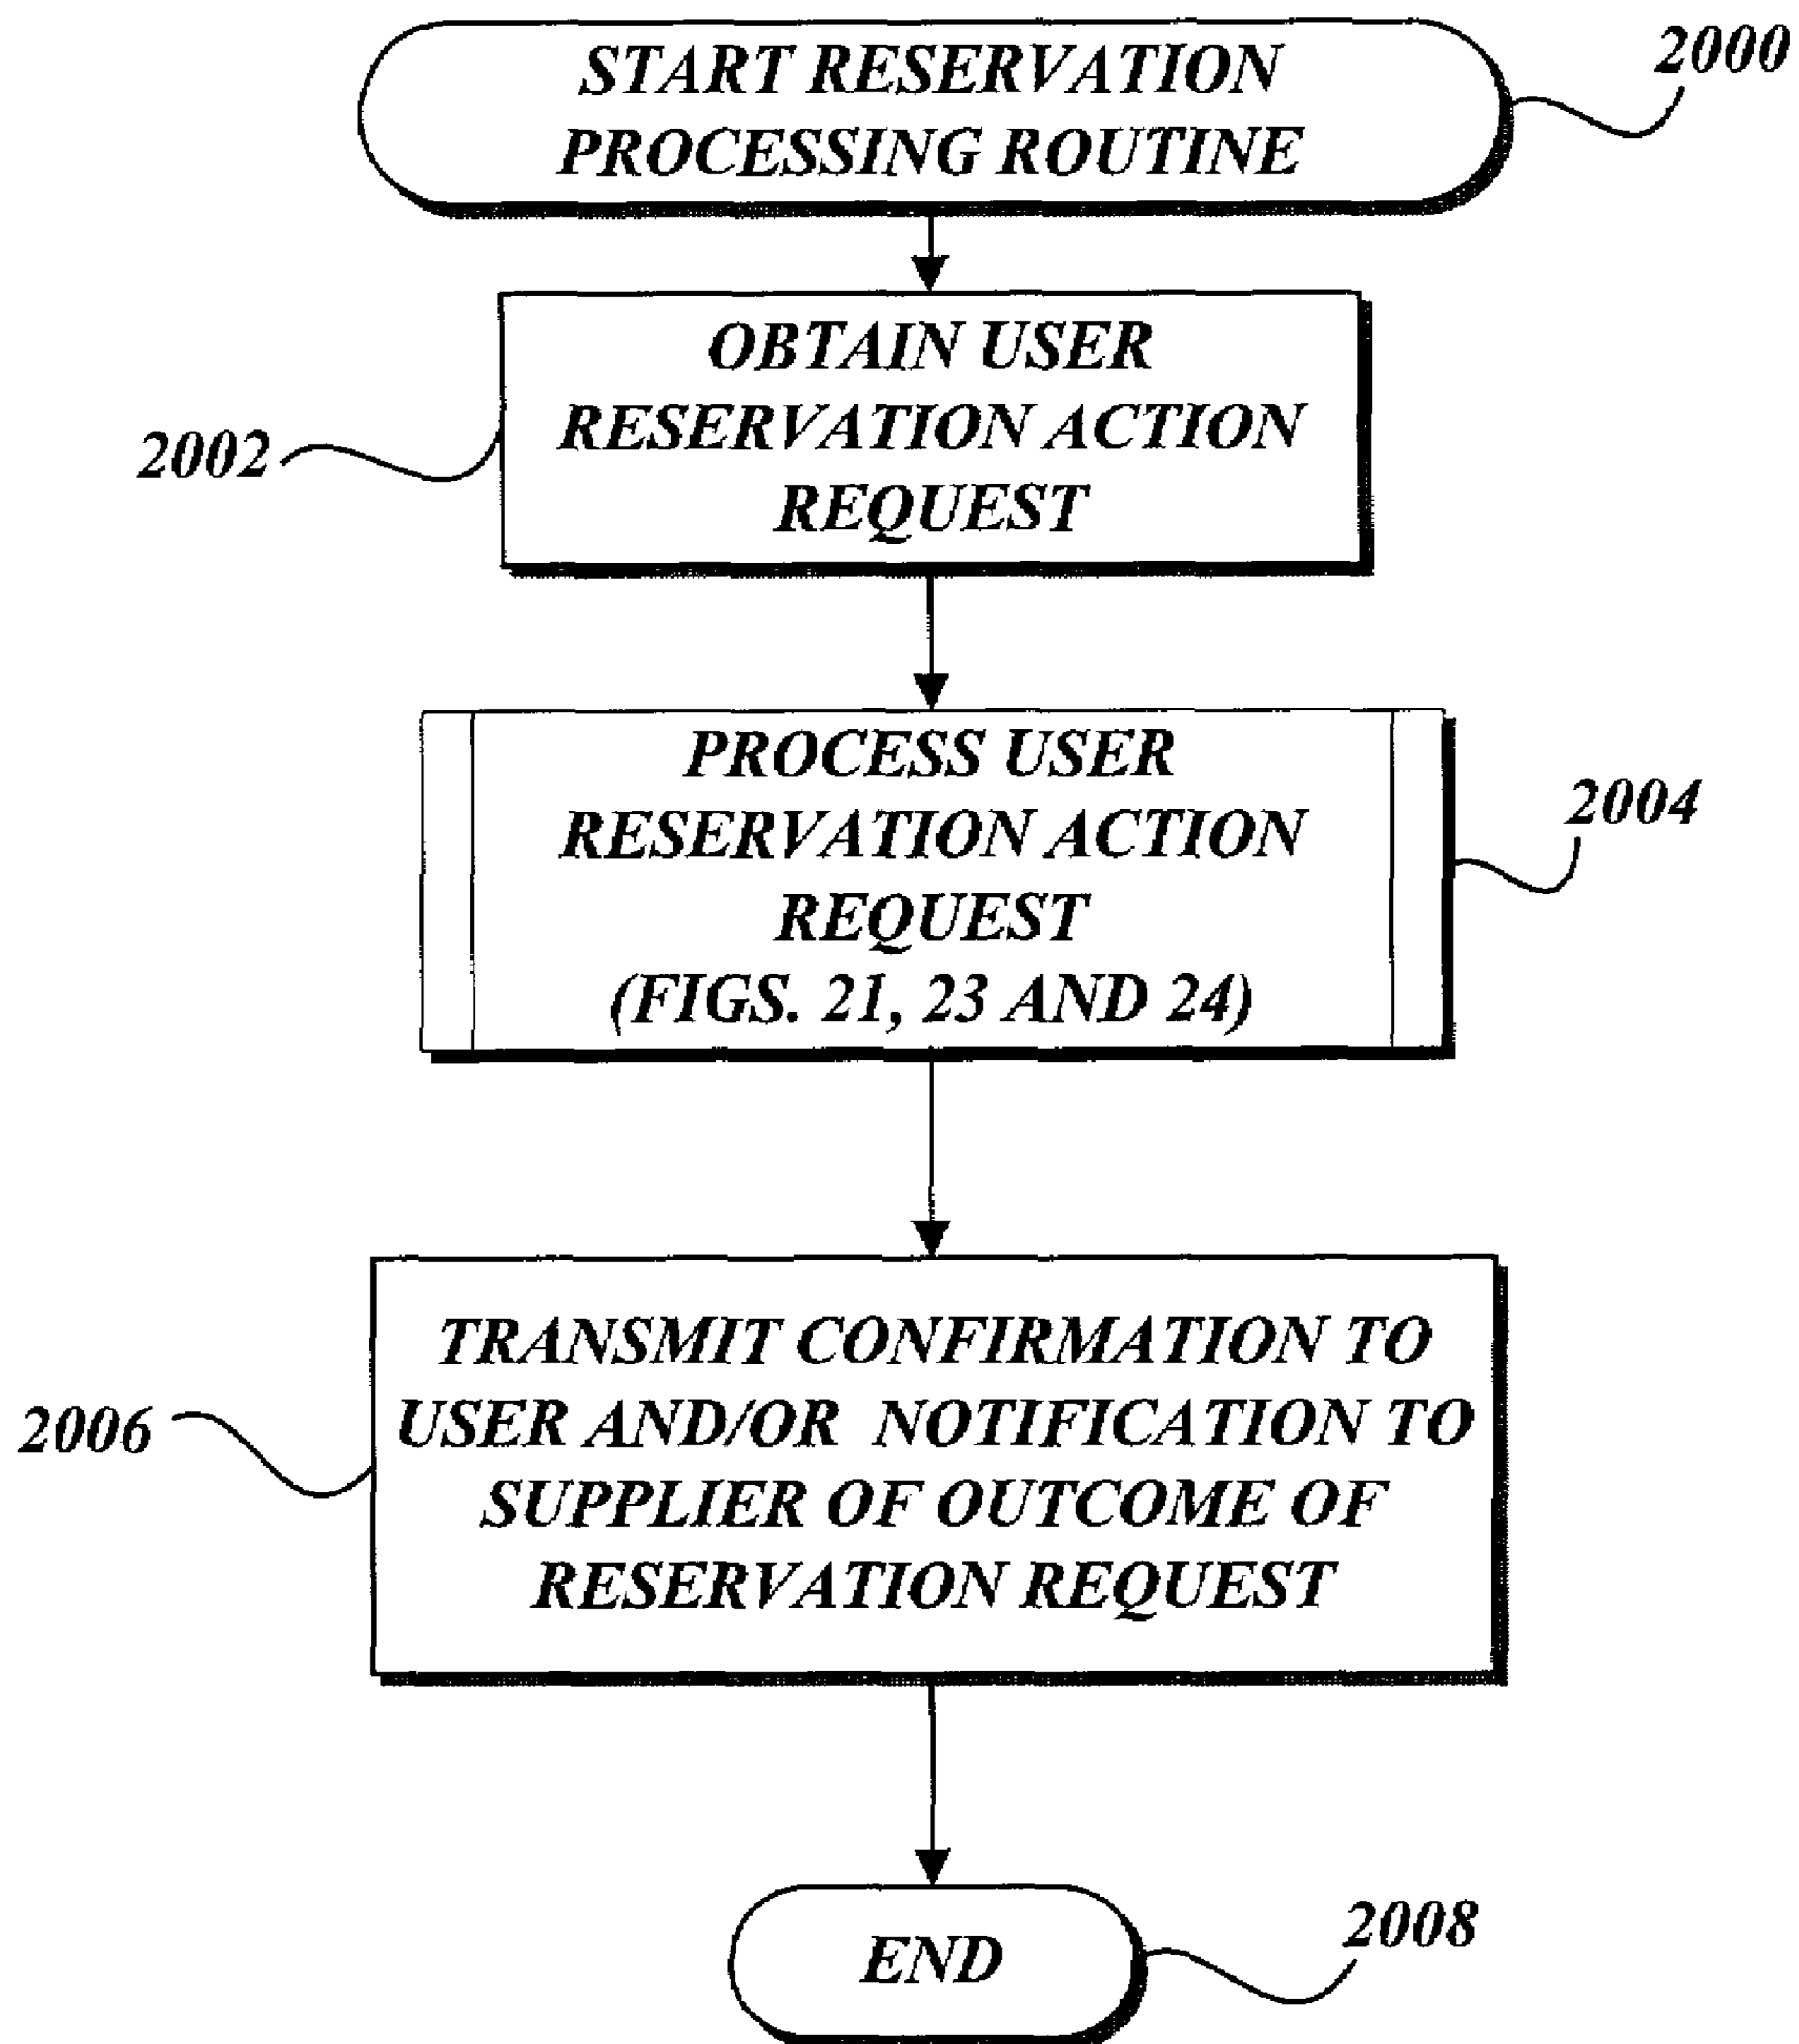 START RESERVATION
PROCESSING ROUTINE
2000
OBTAIN USER
RESERVATION ACTION
REQUEST
2002
PROCESS USER
RESERVATION ACTION
REQUEST
(FIGS. 21, 23 AND 24)
2004
TRANSMIT CONFIRMATION TO
USER AND/OR NOTIFICATION TO
SUPPLIER OF OUTCOME OF
RESERVATION REQUEST
2006
END
2008